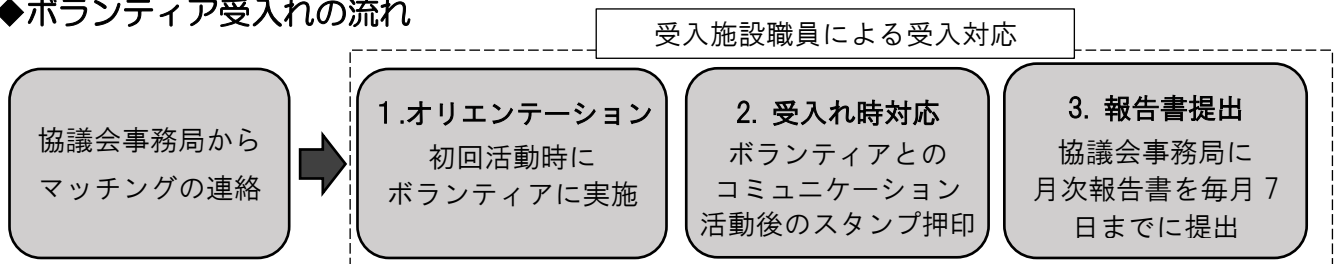 ◆ボランティア受入れの流れ
受入施設職員による受入対応
協議会事務局から
マッチングの連絡
1.オリエンテーション
初回活動時に
ボランティアに実施
2. 受入れ時対応
ボランティアとの
コミュニケーション
活動後のスタンプ押印
3. 報告書提出
協議会事務局に
月次報告書を毎月 7
日までに提出